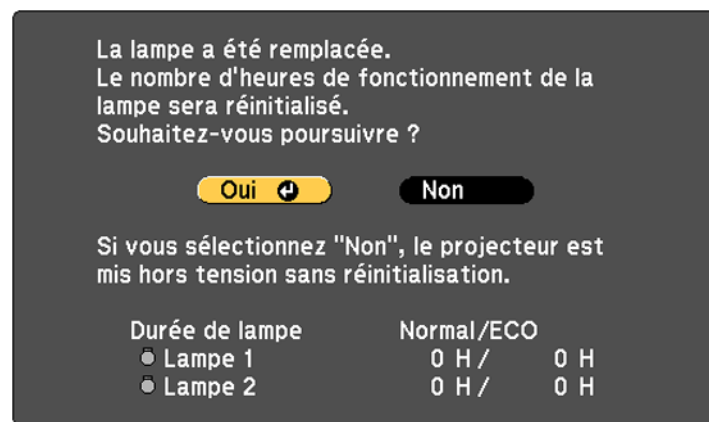 La lampe a été remplacée.
Le nombre d'heures de fonctionnement de la
lampe sera réinitialisé.
Souhaitez-vous poursuivre ?
Oui Non
Si vous sélectionnez "Non", le projecteur est
mis hors tension sans réinitialisation.
Durée de lampe Normal/ECO
Lampe 1 0 H / 0 H
Lampe 2 0 H / 0 H